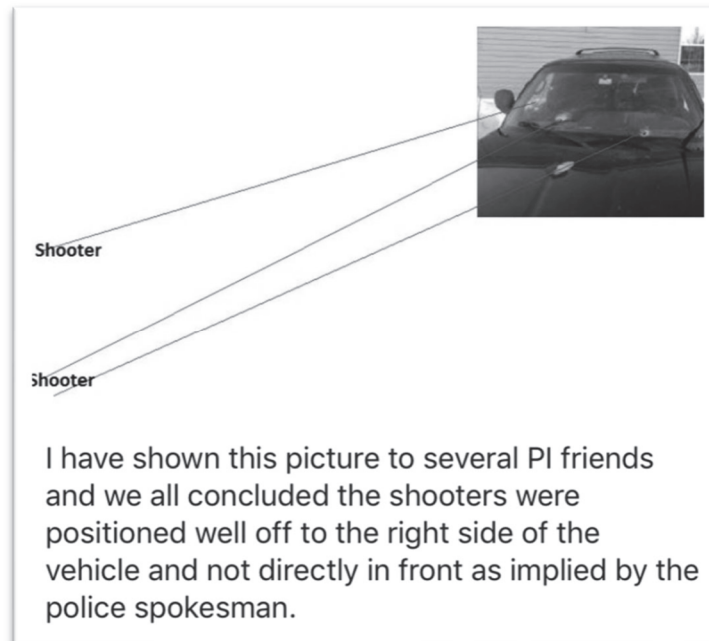 Shooter
Shooter
I have shown this picture to several PI friends
and we all concluded the shooters were
positioned well off to the right side of the
vehicle and not directly in front as implied by the
police spokesman.